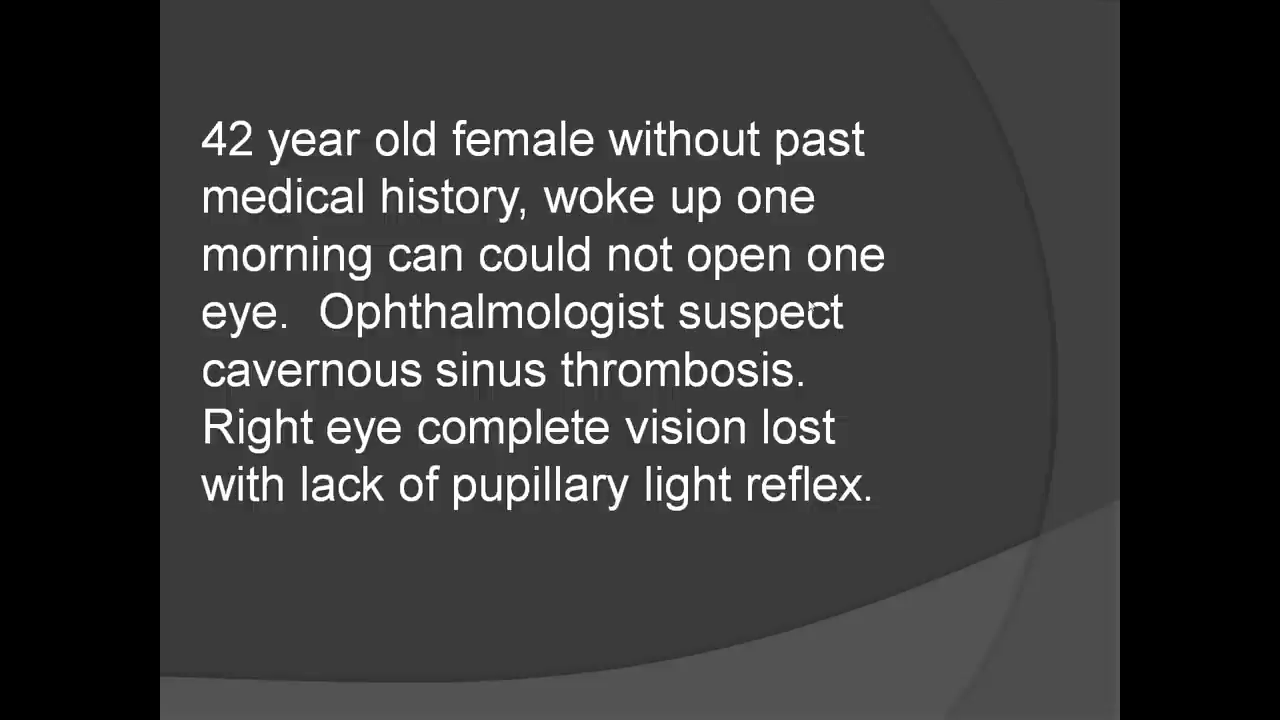 42 year old female without past
medical history, woke up one
morning can could not open one
eye.  Ophthalmologist suspect
cavernous sinus thrombosis.
Right eye complete vision lost
with lack of pupillary light reflex.